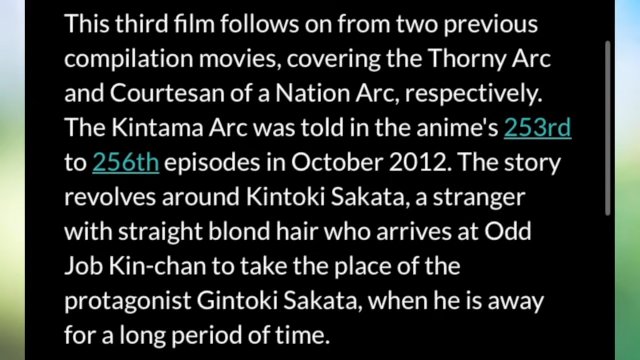 This third film follows on from two previous
compilation movies, covering the Thorny Arc
and Courtesan of a Nation Arc, respectively.
The Kintama Arc was told in the anime's 253rd
to 256th episodes in October 2012. The story
revolves around Kintoki Sakata, a stranger
with straight blond hair who arrives at Odd
Job Kin-chan to take the place of the
protagonist Gintoki Sakata, when he is away
for a long period of time.